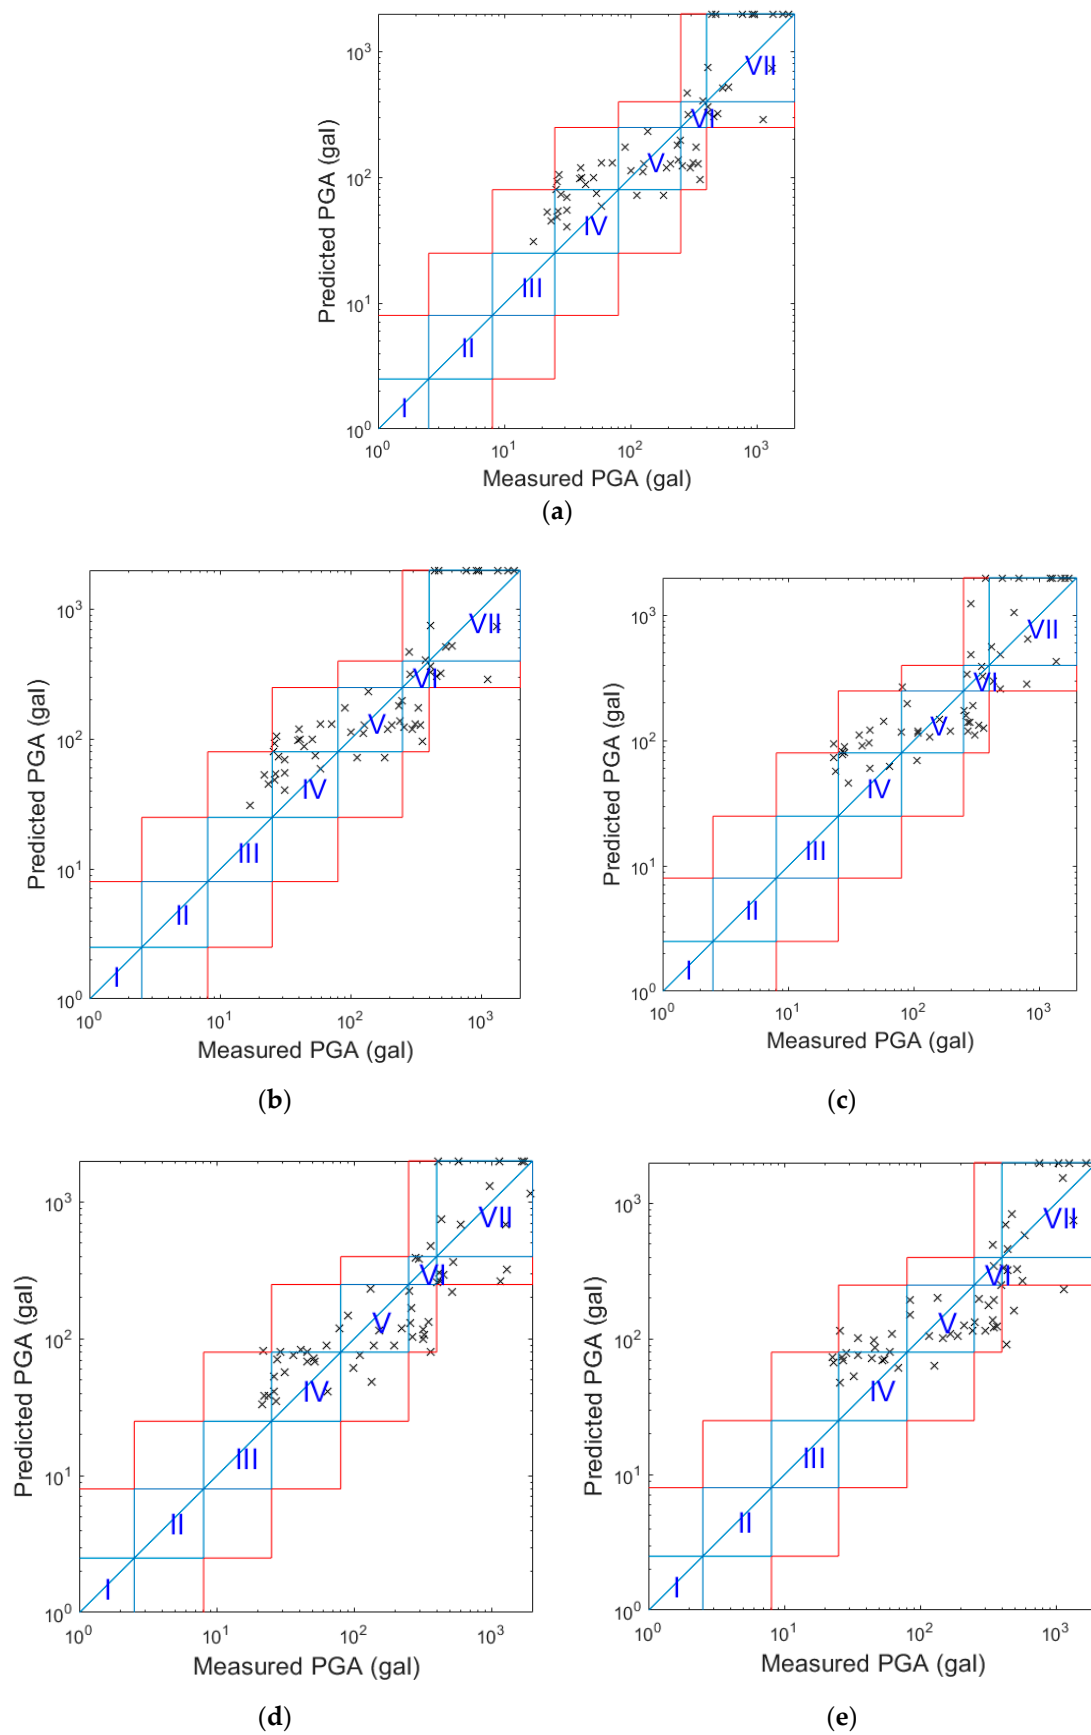 10^3
VII
VI
10^2
V
IV
III
10^1
II
I
10^0
10^0 10^1 10^2 10^3
Predicted PGA (gal)
Measured PGA (gal)
(a)
10^3
VII
VI
10^2
V
IV
III
10^1
II
I
10^0
10^0 10^1 10^2 10^3
Predicted PGA (gal)
Measured PGA (gal)
(b)
10^3
VII
VI
10^2
V
IV
III
10^1
II
I
10^0
10^0 10^1 10^2 10^3
Predicted PGA (gal)
Measured PGA (gal)
(c)
10^3
VII
VI
10^2
V
IV
III
10^1
II
I
10^0
10^0 10^1 10^2 10^3
Predicted PGA (gal)
Measured PGA (gal)
(d)
10^3
VII
VI
10^2
V
IV
III
10^1
II
I
10^0
10^0 10^1 10^2 10^3
Predicted PGA (gal)
Measured PGA (gal)
(e)